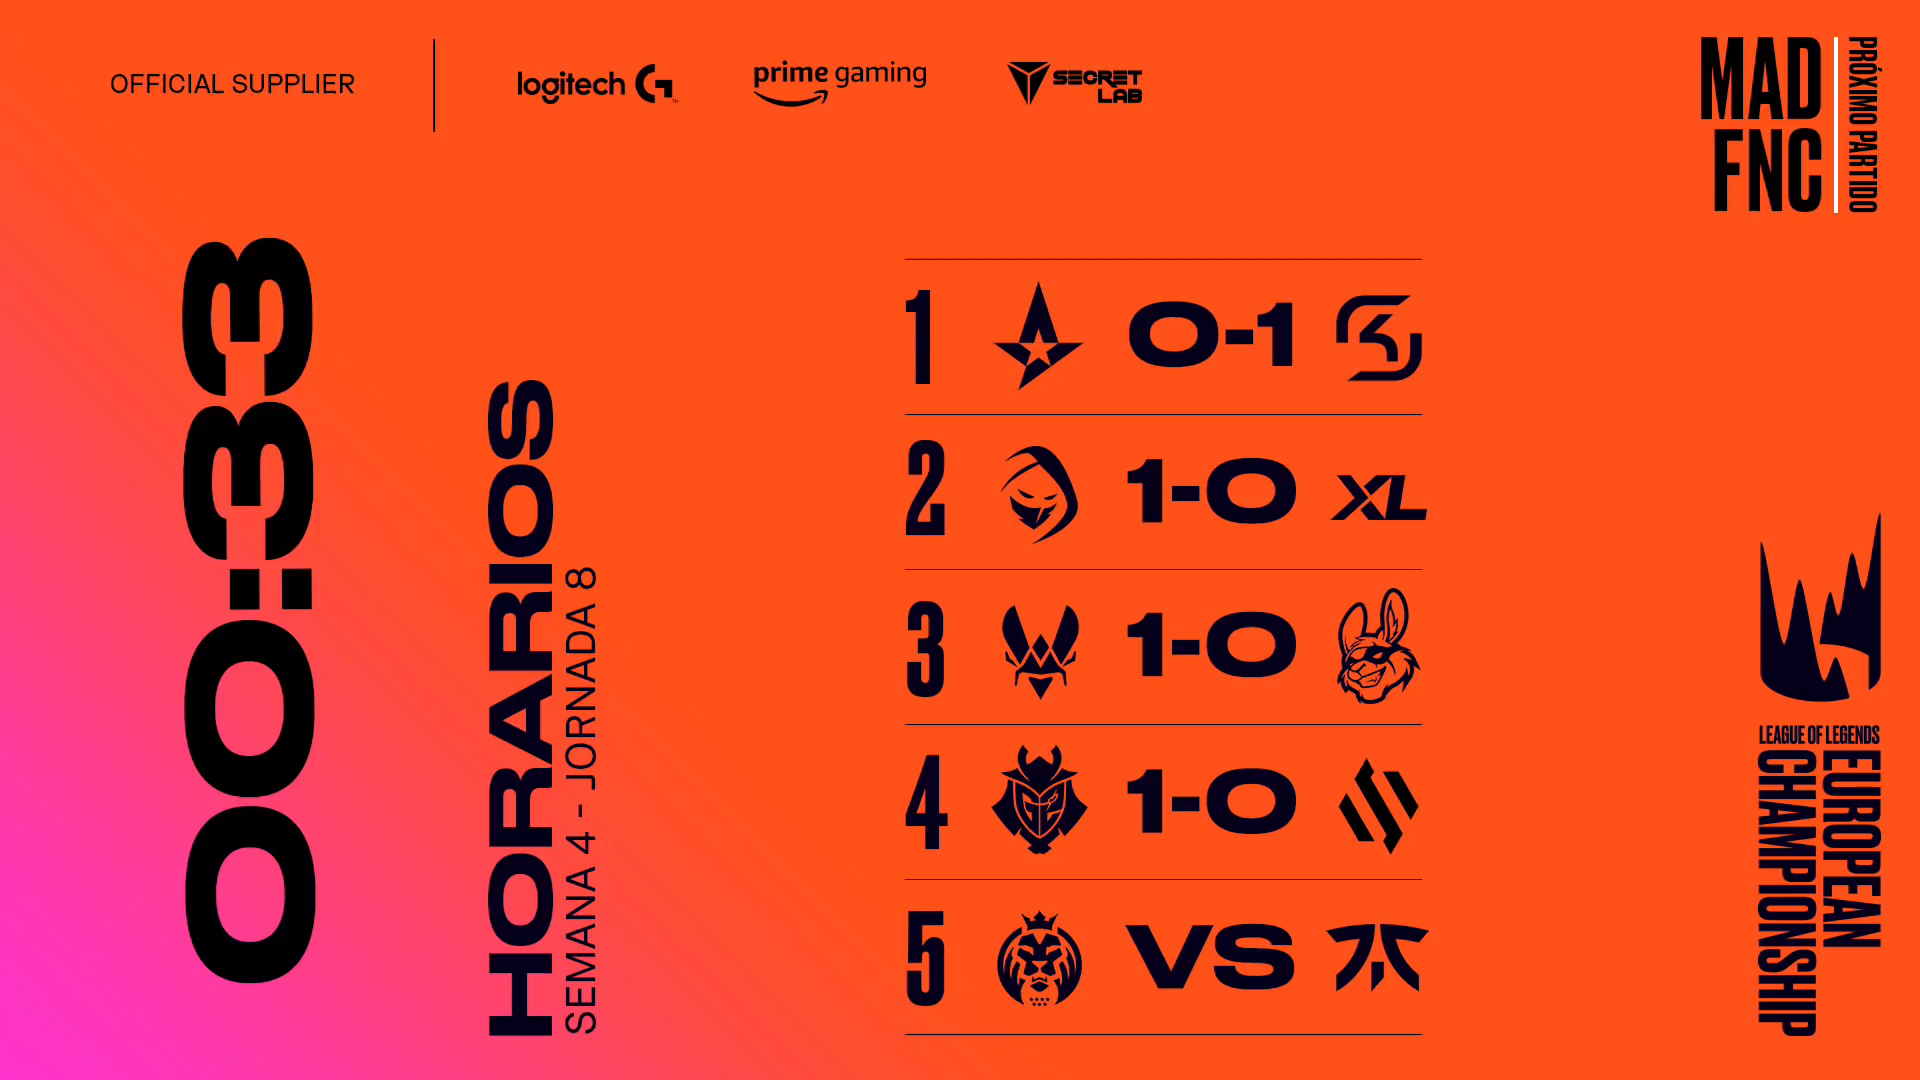 OFFICIAL SUPPLIER
logitech G
prime gaming
SECRET
LAB
MAD
FNC
PRÓXIMO PARTIDO
00:33
HORARIOS
SEMANA 4 - JORNADA 8
1 0-1
2 1-0 XL
3 1-0
4 1-0
5 VS
LEAGUE OF LEGENDS
EUROPEAN
CHAMPIONSHIP